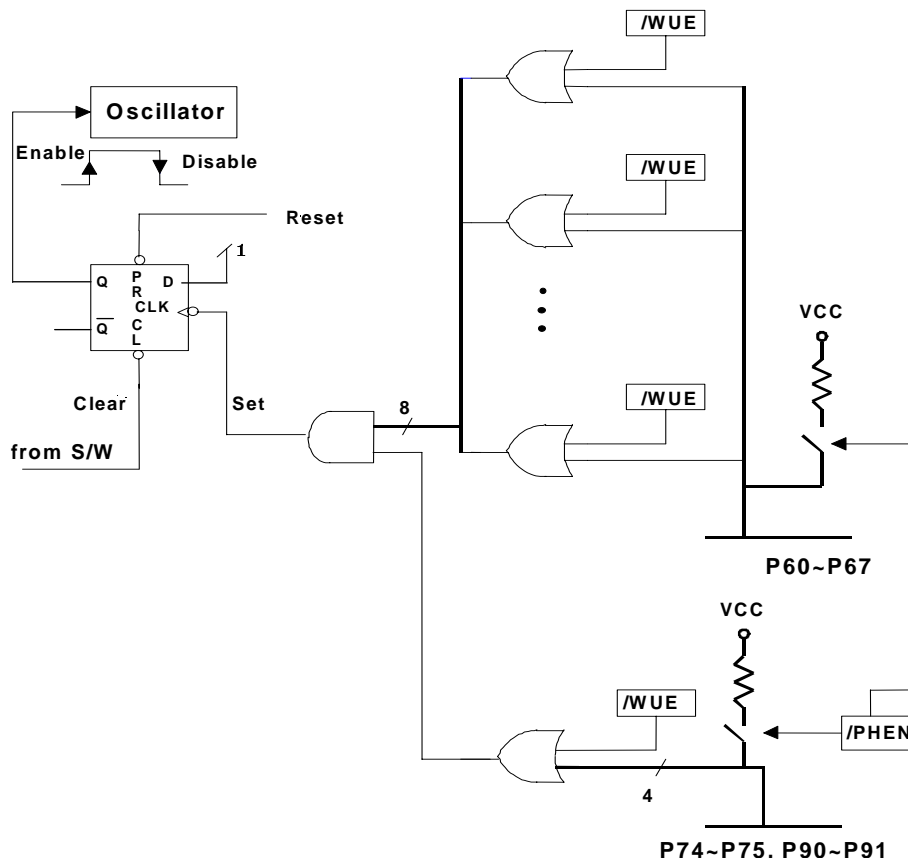 /WUE
Oscillator
Enable
Disable
/WUE
Reset
1
Q
P
R
D
CLK
Q
C
L
VCC
Clear
Set
8
/WUE
from S/W
P60~P67
VCC
/WUE
/PHEN
4
P74~P75, P90~P91